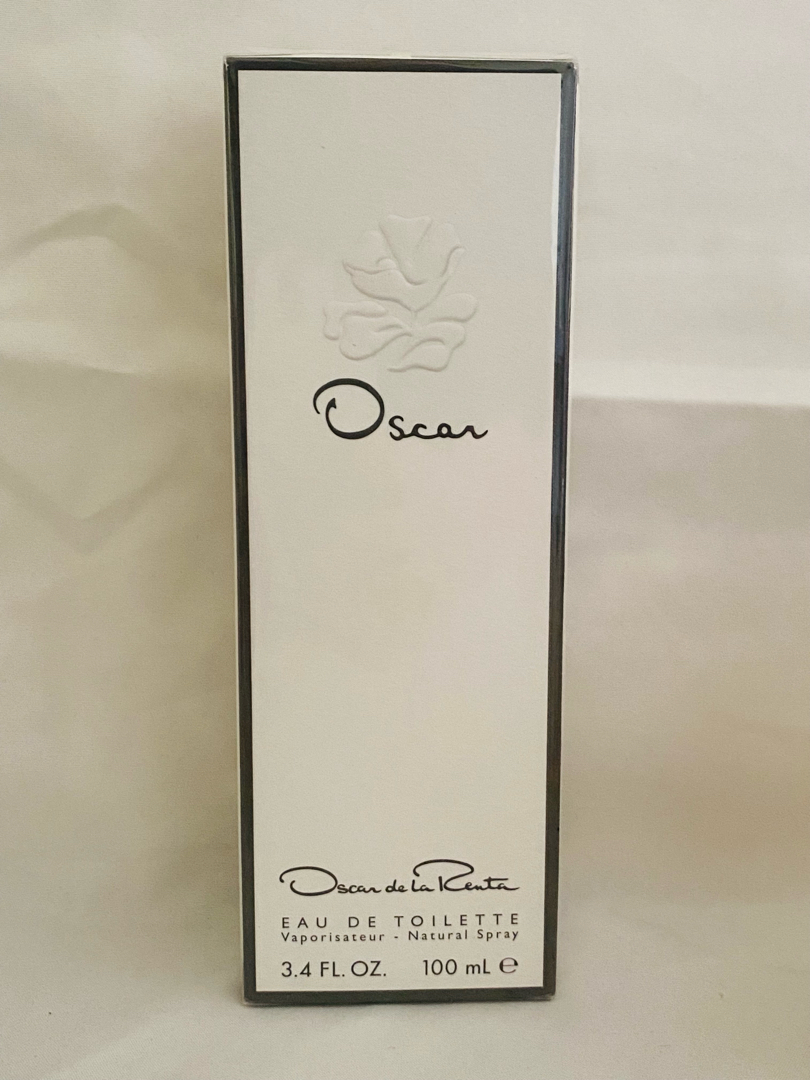 Oscar
Oscar de la Renta
EAU DE TOILETTE
Vaporisateur - Natural Spray
3.4 FL. OZ. 100 mL ℮